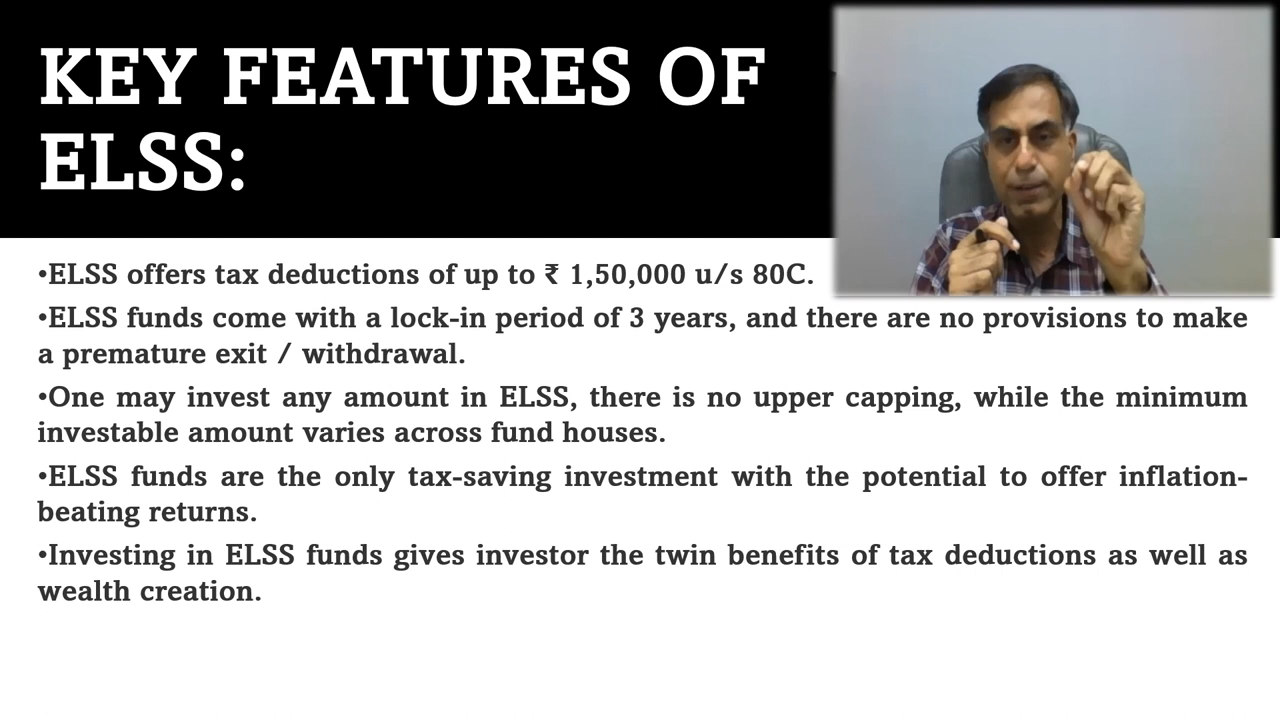 KEY FEATURES OF
ELSS:
•ELSS offers tax deductions of up to ₹ 1,50,000 u/s 80C.
•ELSS funds come with a lock-in period of 3 years, and there are no provisions to make
a premature exit / withdrawal.
•One may invest any amount in ELSS, there is no upper capping, while the minimum
investable amount varies across fund houses.
•ELSS funds are the only tax-saving investment with the potential to offer inflation-
beating returns.
•Investing in ELSS funds gives investor the twin benefits of tax deductions as well as
wealth creation.